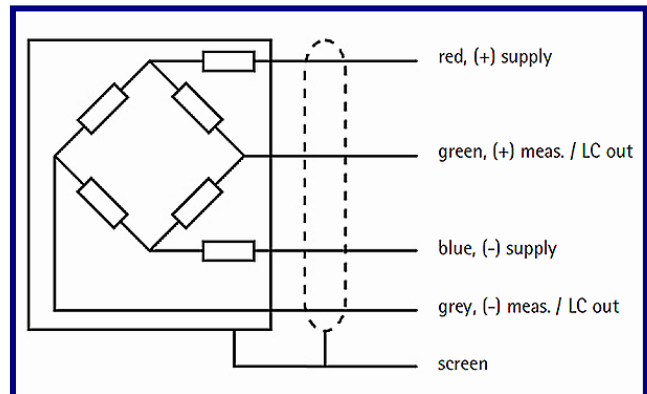 red, (+) supply
green, (+) meas. / LC out
blue, (-) supply
grey, (-) meas. / LC out
screen